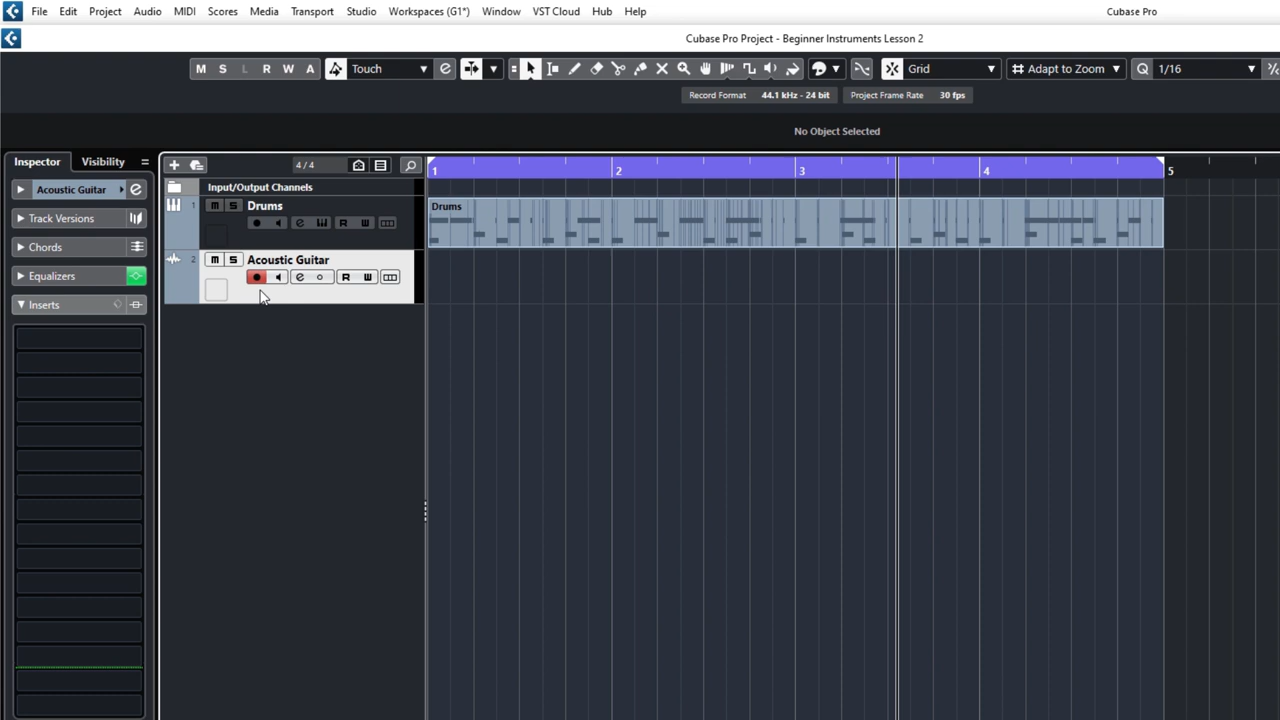 File Edit Project Audio MIDI Scores Media Transport Studio Workspaces (G1*) Window VST Cloud Hub Help Cubase Pro
Cubase Pro Project - Beginner Instruments Lesson 2
M S L R W A Touch Grid Adapt to Zoom Q 1/16
Record Format 44.1 kHz - 24 bit Project Frame Rate 30 fps
No Object Selected
Inspector Visibility 4/4 1 2 3 4 5
Acoustic Guitar Input/Output Channels
1 Drums Drums
m S
R W
Track Versions
Chords
2 Acoustic Guitar
m S
R W
Equalizers
Inserts